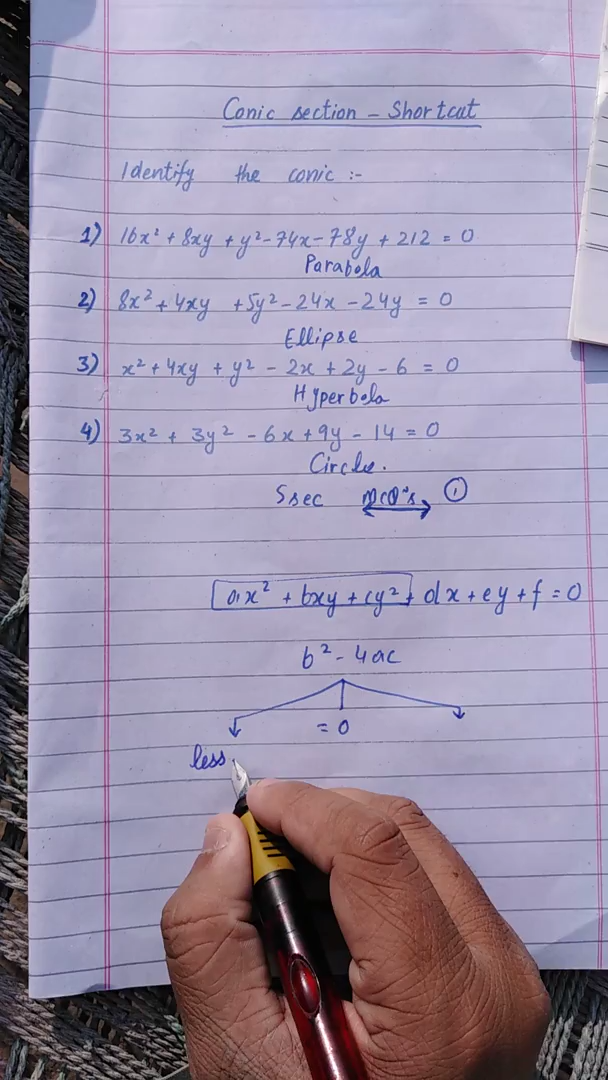 Conic section - Shortcut
Identify the conic :-
1) 16x² + 8xy + y² - 74x - 78y + 212 = 0
Parabola
2) 8x² + 4xy + 5y² - 24x - 24y = 0
Ellipse
3) x² + 4xy + y² - 2x + 2y - 6 = 0
Hyperbola
4) 3x² + 3y² - 6x + 9y - 14 = 0
Circle.
5sec MCQ's 1
ax² + bxy + cy² + dx + ey + f = 0
b² - 4ac
= 0
less